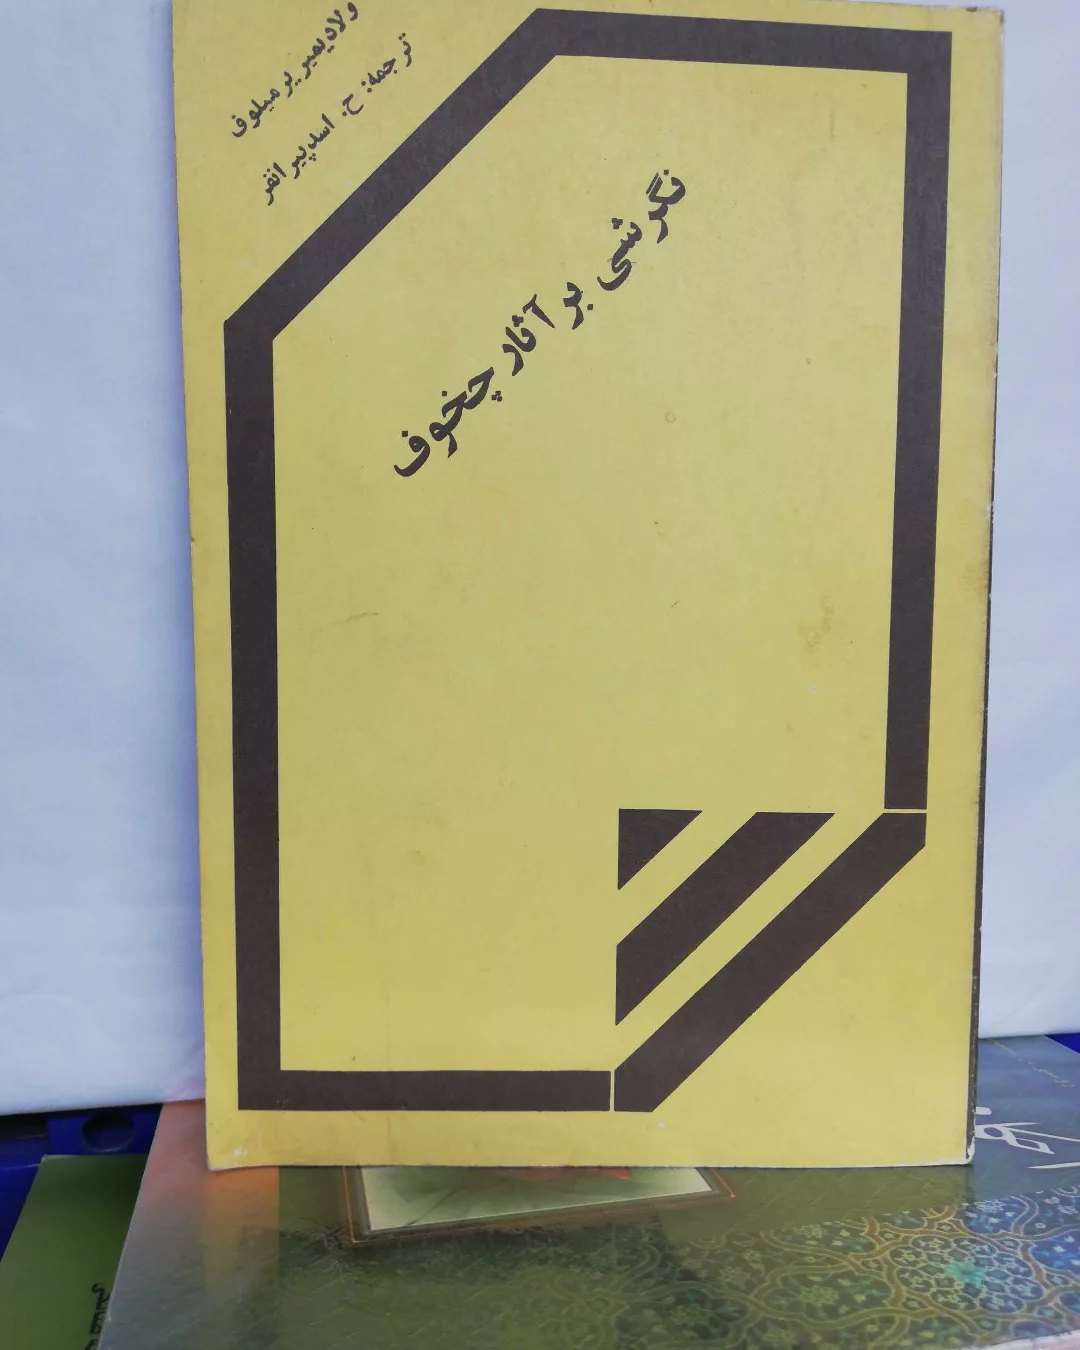 ولادیمیر یرمیلوف
ترجمه: ح. اسدپیرانفر
نگرشی بر آثار چخوف